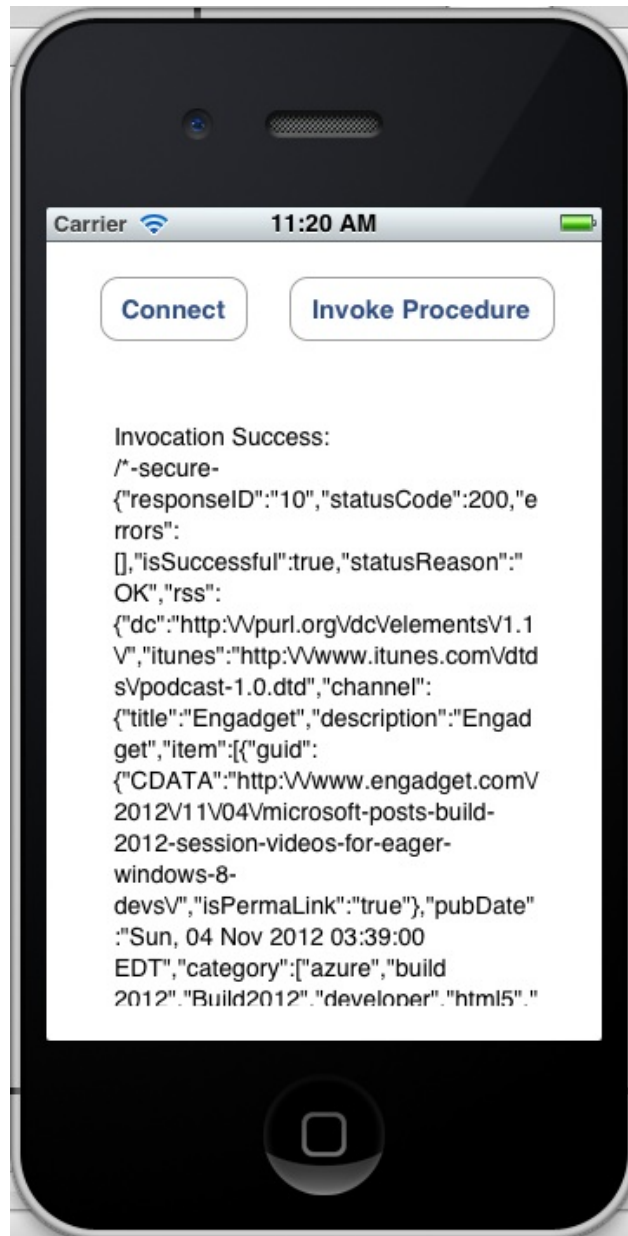 Carrier 11:20 AM
Connect Invoke Procedure
Invocation Success:
/*-secure-
{"responseID":"10","statusCode":200,"e
rrors":
[],"isSuccessful":true,"statusReason":"
OK","rss":
{"dc":"http:\/\/purl.org\/dc\/elements\/1.1
\/","itunes":"http:\/\/www.itunes.com\/dtd
s\/podcast-1.0.dtd","channel":
{"title":"Engadget","description":"Engad
get","item":[{"guid":
{"CDATA":"http:\/\/www.engadget.com\/
2012\/11\/04\/microsoft-posts-build-
2012-session-videos-for-eager-
windows-8-
devs\/","isPermaLink":"true"},"pubDate"
:"Sun, 04 Nov 2012 03:39:00
EDT","category":["azure","build
2012","Build2012","developer","html5","